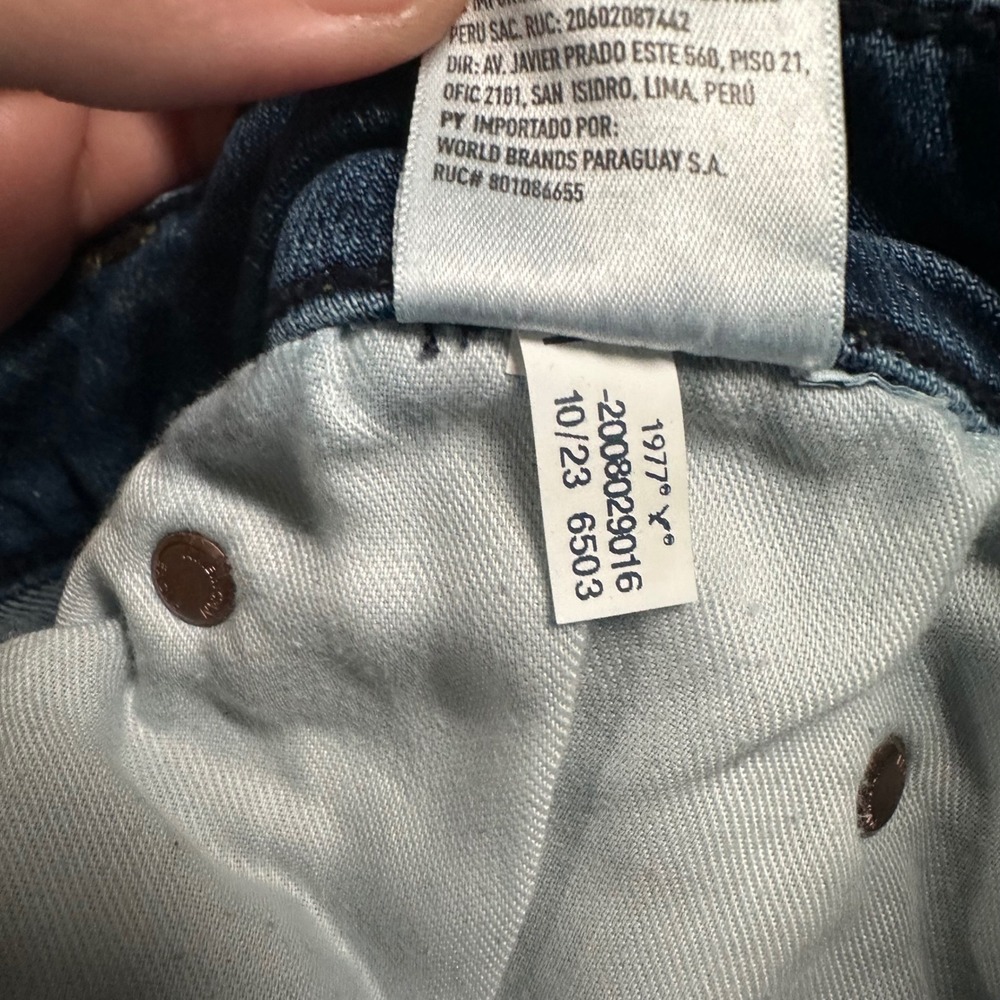 PERU SAC. RUC: 20602087442
DIR: AV. JAVIER PRADO ESTE 560, PISO 21,
OFIC 2101, SAN ISIDRO, LIMA, PERÚ
PY IMPORTADO POR:
WORLD BRANDS PARAGUAY S.A.
RUC# 801086655
1977°
-2008029016
10/23 6503